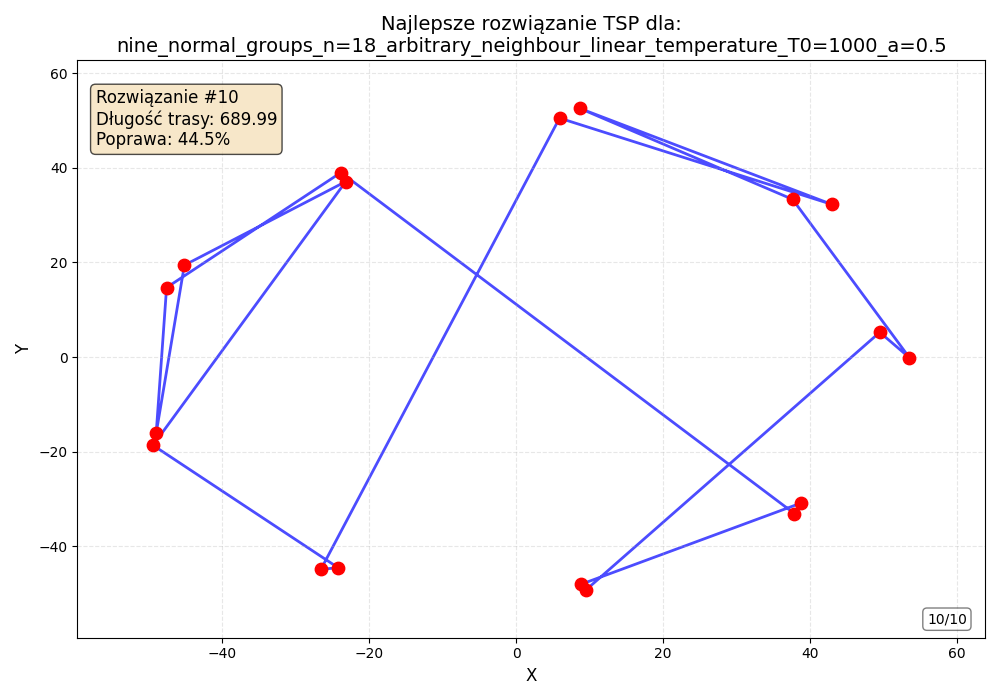 Najlepsze rozwiązanie TSP dla:
nine_normal_groups_n=18_arbitrary_neighbour_linear_temperature_T0=1000_a=0.5
Rozwiązanie #10
Długość trasy: 689.99
Poprawa: 44.5%
60
40
20
0
−20
−40
Y
10/10
−40
−20
0
20
40
60
X